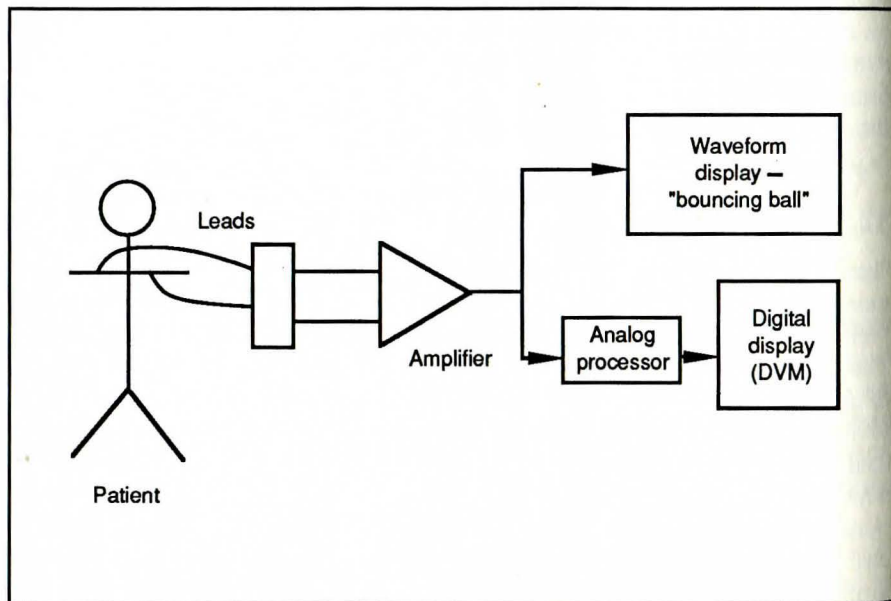 Waveform
display —
"bouncing ball"
Leads
Amplifier
Analog
processor
Digital
display
(DVM)
Patient